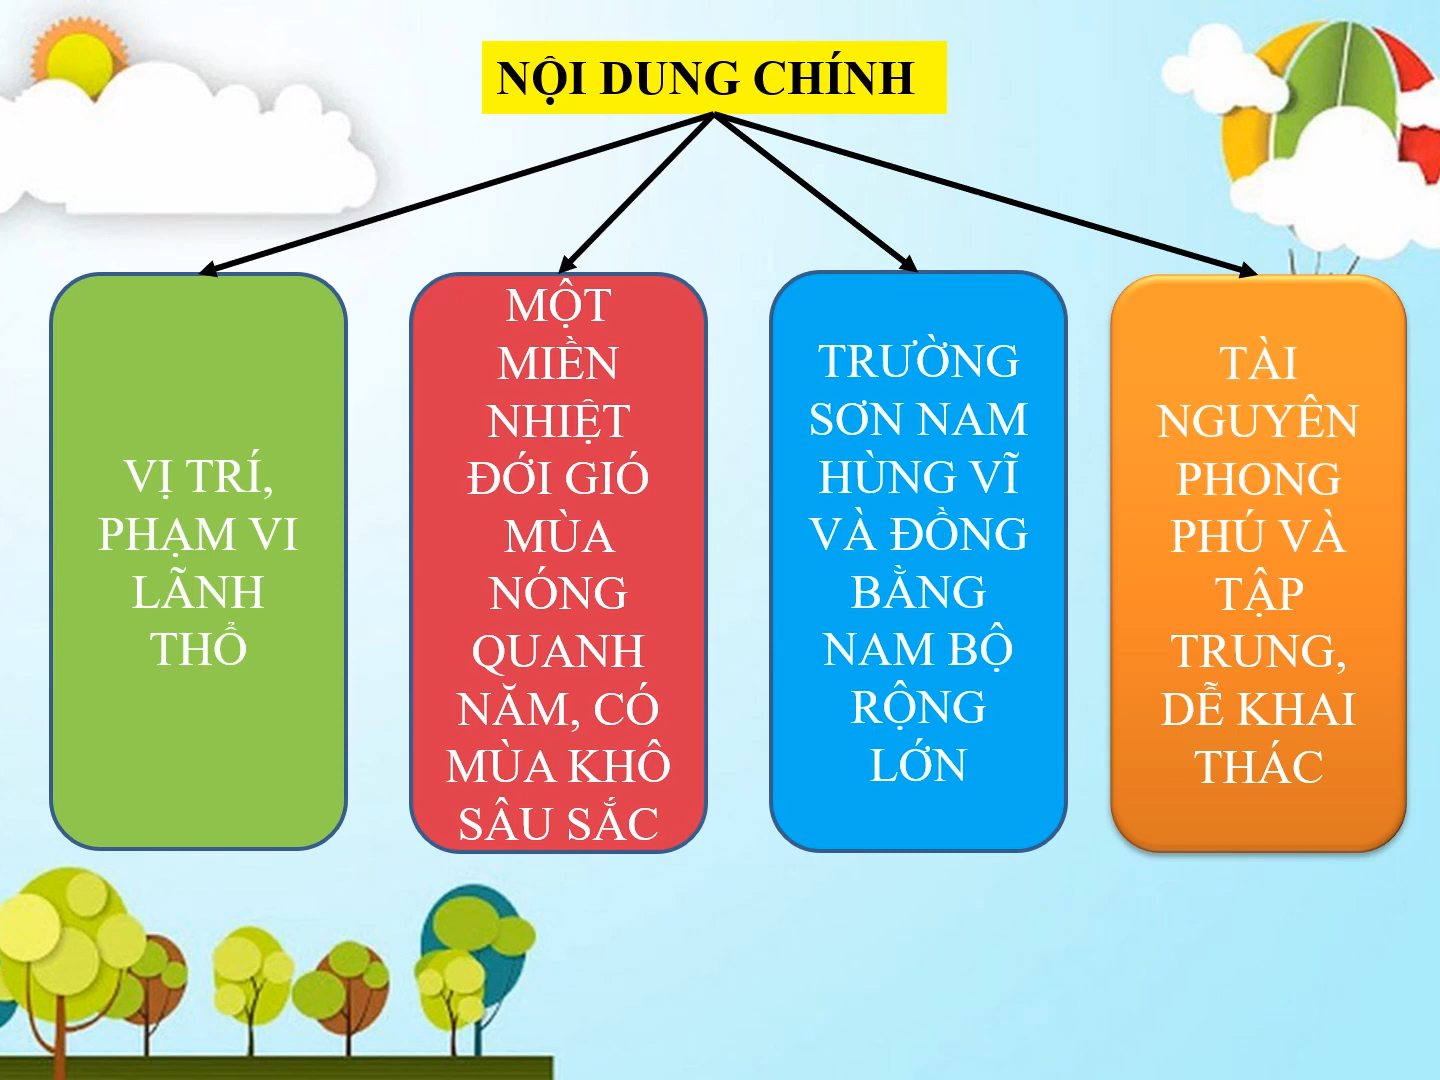 NỘI DUNG CHÍNH
VỊ TRÍ,
PHẠM VI
LÃNH
THỔ
MỘT
MIỀN
NHIỆT
ĐỚI GIÓ
MÙA
NÓNG
QUANH
NĂM, CÓ
MÙA KHÔ
SÂU SẮC
TRƯỜNG
SƠN NAM
HÙNG VĨ
VÀ ĐỒNG
BẰNG
NAM BỘ
RỘNG
LỚN
TÀI
NGUYÊN
PHONG
PHÚ VÀ
TẬP
TRUNG,
DỄ KHAI
THÁC